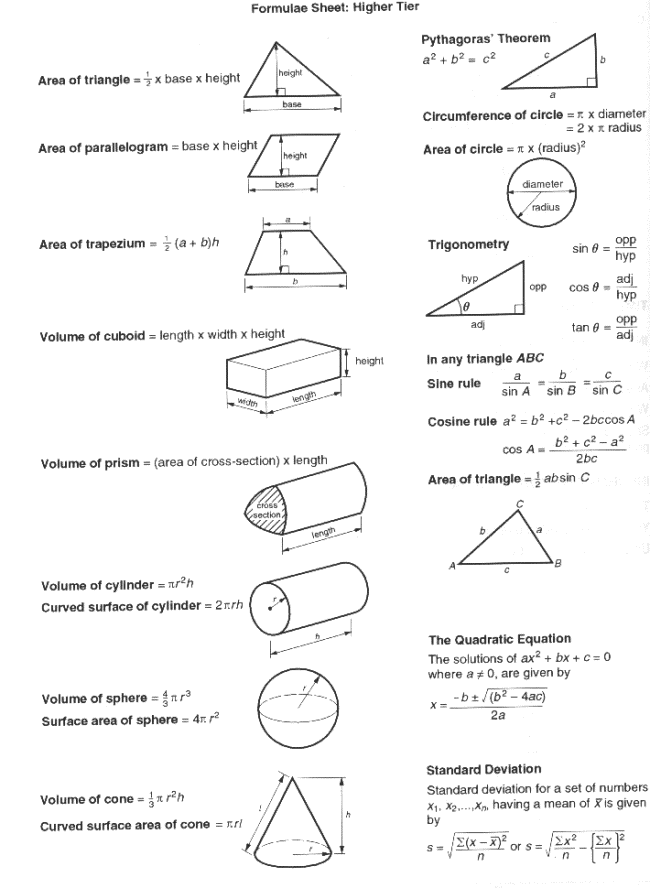 Formulae Sheet: Higher Tier
Area of triangle = ½ x base x height
height
base
Area of parallelogram = base x height
height
base
Area of trapezium = ½ (a + b)h
a
h
b
Volume of cuboid = length x width x height
height
width
length
Volume of prism = (area of cross-section) x length
cross
section
length
Volume of cylinder = πr²h
Curved surface of cylinder = 2πrh
r
h
Volume of sphere = 4/3 π r³
Surface area of sphere = 4π r²
r
Volume of cone = ⅓ π r²h
Curved surface area of cone = πrl
l
h
r
Pythagoras' Theorem
a² + b² = c²
c
b
a
Circumference of circle = π x diameter
= 2 x π radius
Area of circle = π x (radius)²
diameter
radius
Trigonometry
hyp
opp
θ
adj
sin θ = opp/hyp
cos θ = adj/hyp
tan θ = opp/adj
In any triangle ABC
Sine rule a/sin A = b/sin B = c/sin C
Cosine rule a² = b² + c² – 2bc cos A
cos A = (b² + c² – a²)/2bc
Area of triangle = ½ ab sin C
C
b
a
A
c
B
The Quadratic Equation
The solutions of ax² + bx + c = 0
where a ≠ 0, are given by
x = (-b ± √(b² – 4ac))/2a
Standard Deviation
Standard deviation for a set of numbers
x₁, x₂,...,xₙ, having a mean of x̄ is given
by
s = √(Σ(x – x̄)²/n) or s = √(Σx²/n – {Σx/n}²)